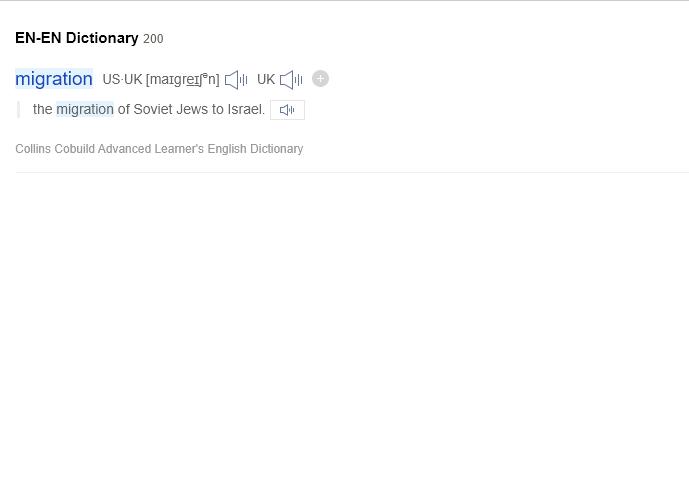 EN-EN Dictionary 200
migration US·UK [maɪgreɪʃᵊn] UK +
the migration of Soviet Jews to Israel.
Collins Cobuild Advanced Learner's English Dictionary